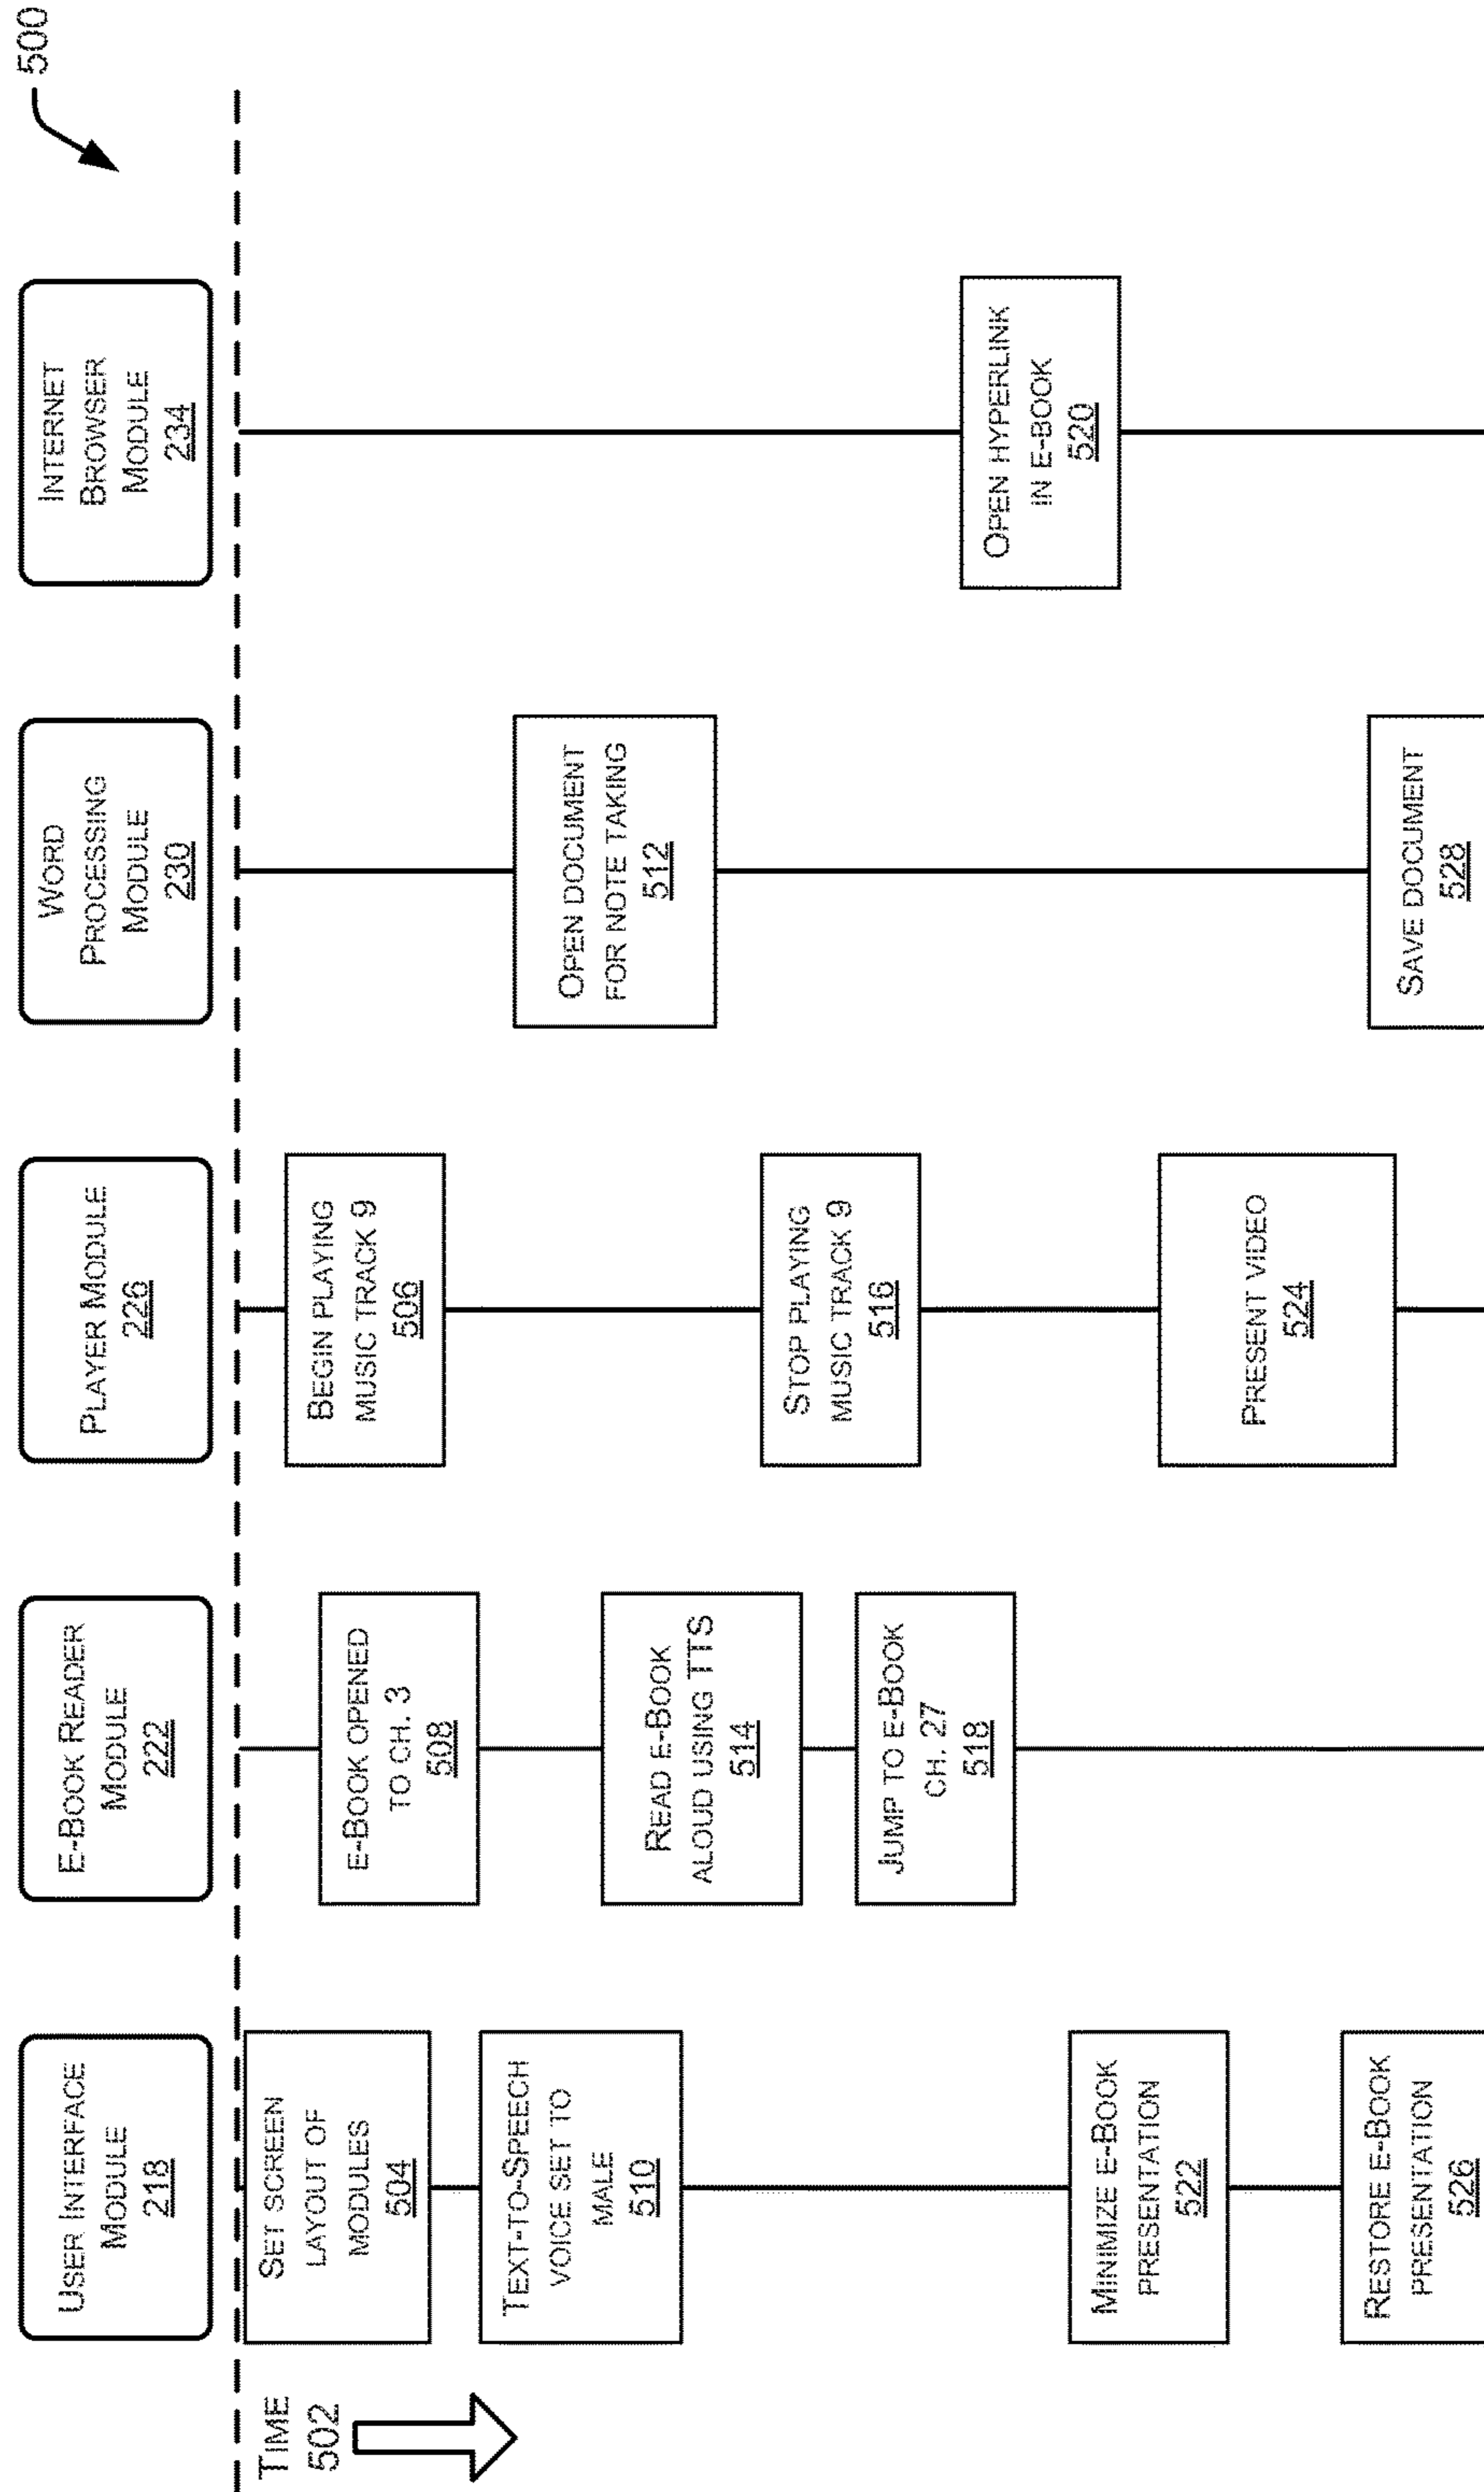 500
USER INTERFACE
MODULE
218
E-BOOK READER
MODULE
222
PLAYER MODULE
226
WORD
PROCESSING
MODULE
230
INTERNET
BROWSER
MODULE
234
TIME
502
SET SCREEN
LAYOUT OF
MODULES
504
BEGIN PLAYING
MUSIC TRACK 9
506
E-BOOK OPENED
TO CH. 3
508
TEXT-TO-SPEECH
VOICE SET TO
MALE
510
OPEN DOCUMENT
FOR NOTE TAKING
512
READ E-BOOK
ALOUD USING TTS
514
STOP PLAYING
MUSIC TRACK 9
516
JUMP TO E-BOOK
CH. 27
518
OPEN HYPERLINK
IN E-BOOK
520
MINIMIZE E-BOOK
PRESENTATION
522
PRESENT VIDEO
524
RESTORE E-BOOK
PRESENTATION
526
SAVE DOCUMENT
528